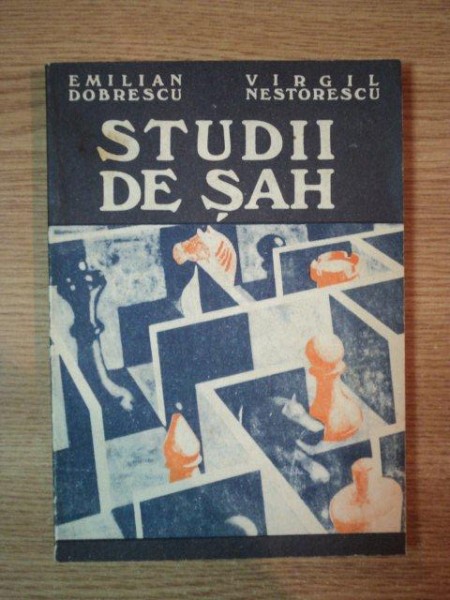 EMILIAN DOBRESCU
VIRGIL NESTORESCU
STUDII
DE ȘAH